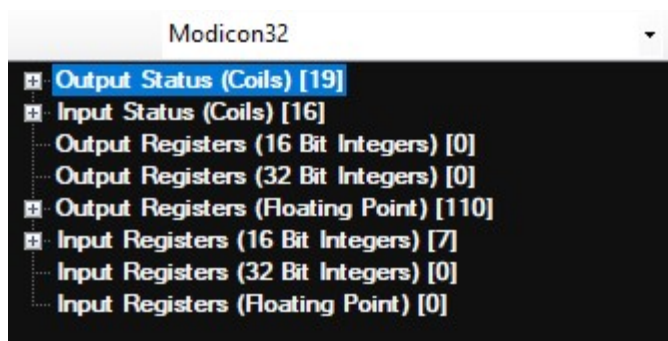 Modicon32
Output Status (Coils) [19]
Input Status (Coils) [16]
Output Registers (16 Bit Integers) [0]
Output Registers (32 Bit Integers) [0]
Output Registers (Floating Point) [110]
Input Registers (16 Bit Integers) [7]
Input Registers (32 Bit Integers) [0]
Input Registers (Floating Point) [0]